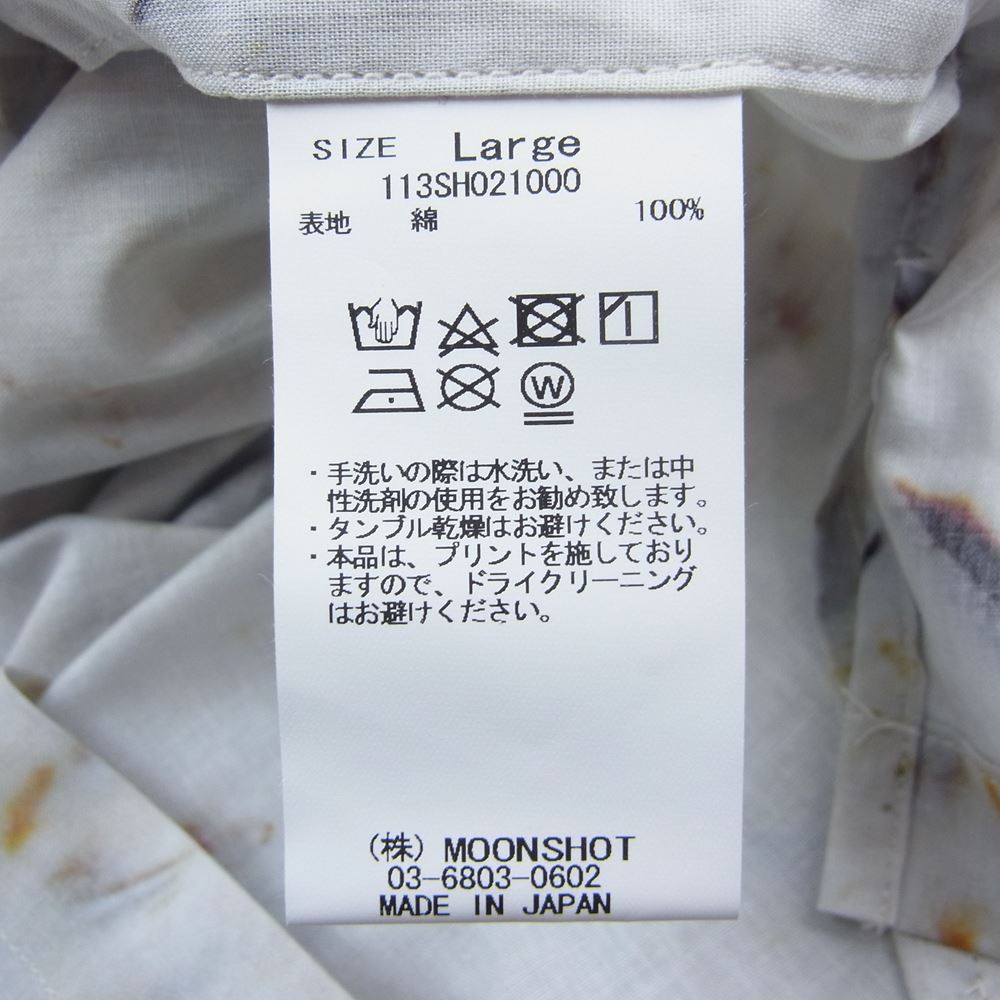 SIZE Large
113SH021000
表地 綿 100%
W
・手洗いの際は水洗い、または中
性洗剤の使用をお勧め致します。
・タンブル乾燥はお避けください。
・本品は、プリントを施しており
ますので、ドライクリーニング
はお避けください。
(株) MOONSHOT
03-6803-0602
MADE IN JAPAN